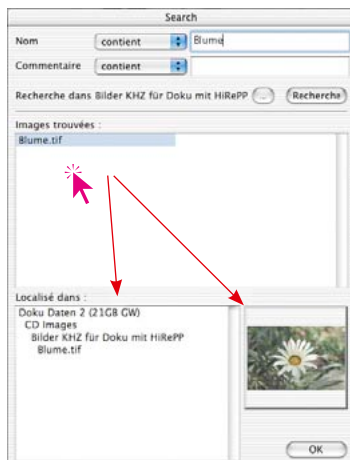 Search
Nom contient Blume
Commentaire contient
Recherche dans Bilder KHZ für Doku mit HiRePP ... Recherche
Images trouvées :
Blume.tif
Localisé dans :
Doku Daten 2 (21GB GW)
CD Images
Bilder KHZ für Doku mit HiRePP
Blume.tif
OK